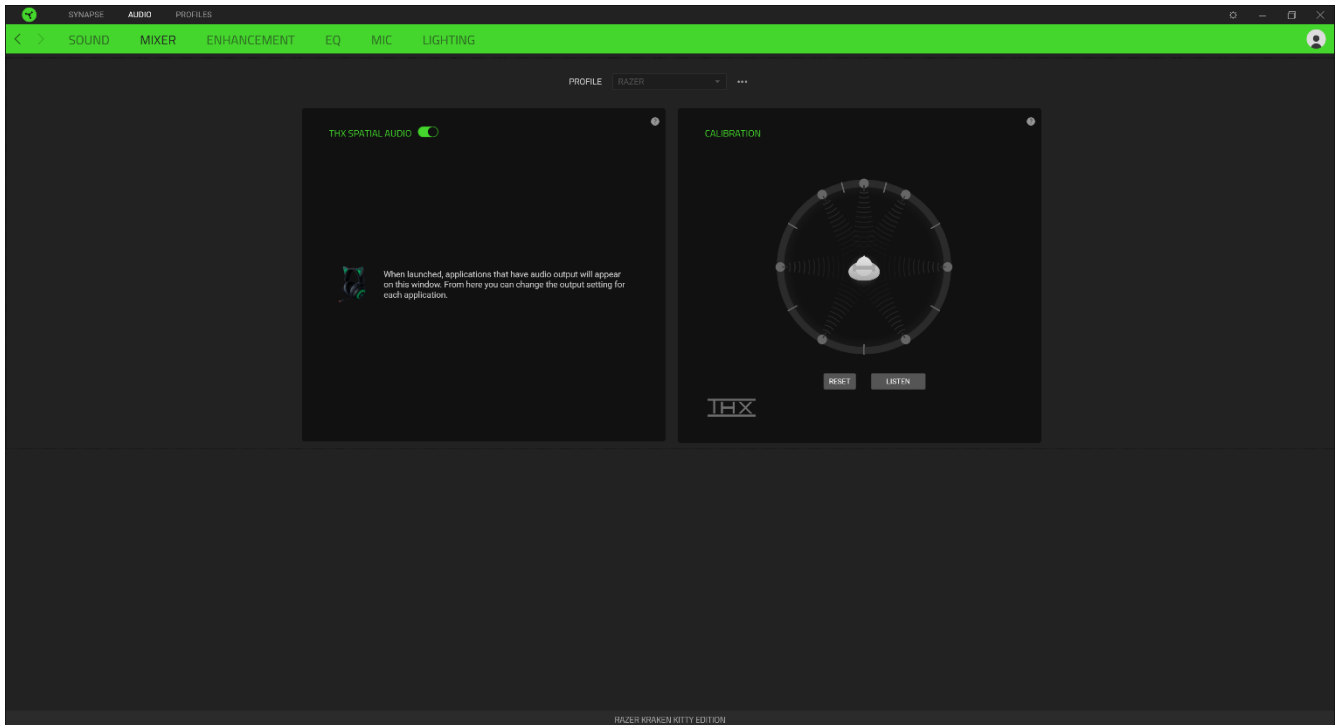 SYNAPSE AUDIO PROFILES
SOUND MIXER ENHANCEMENT EQ MIC LIGHTING
PROFILE RAZER
THX SPATIAL AUDIO
When launched, applications that have audio output will appear
on this window. From here you can change the output setting for
each application.
CALIBRATION
RESET LISTEN
THX
RAZER KRAKEN KITTY EDITION